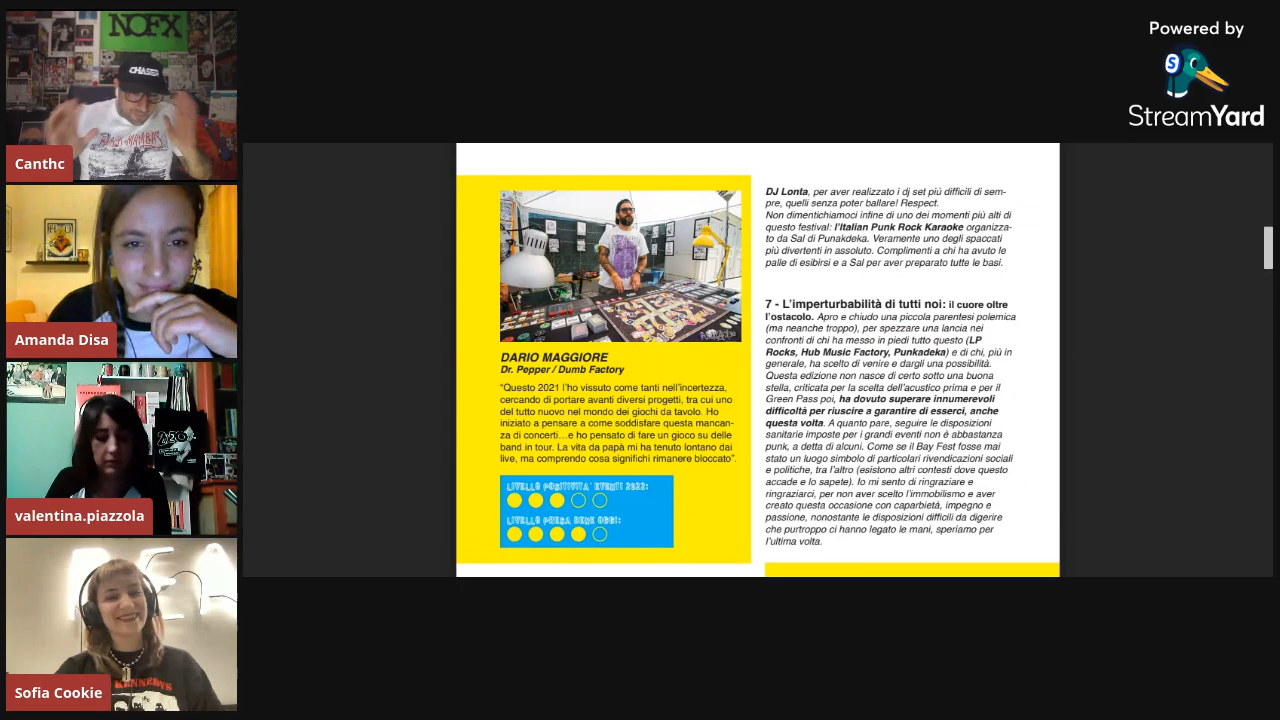 NOFX
CHASER
Canthc
Amanda Disa
valentina.piazzola
KENNEDYS
Sofia Cookie
Powered by
S
StreamYard
DARIO MAGGIORE
Dr. Pepper / Dumb Factory
"Questo 2021 l'ho vissuto come tanti nell'incertezza,
cercando di portare avanti diversi progetti, tra cui uno
del tutto nuovo nel mondo dei giochi da tavolo. Ho
iniziato a pensare a come soddisfare questa mancan-
za di concerti…e ho pensato di fare un gioco su delle
band in tour. La vita da papà mi ha tenuto lontano dai
live, ma comprendo cosa significhi rimanere bloccato".
LIVELLO POSITIVITA' EVENTI 2022:
LIVELLO PRESA BENE OGGI:
DJ Lonta, per aver realizzato i dj set più difficili di sem-
pre, quelli senza poter ballare! Respect.
Non dimentichiamoci infine di uno dei momenti più alti di
questo festival: l'Italian Punk Rock Karaoke organizza-
to da Sal di Punakdeka. Veramente uno degli spaccati
più divertenti in assoluto. Complimenti a chi ha avuto le
palle di esibirsi e a Sal per aver preparato tutte le basi.
7 - L'imperturbabilità di tutti noi: il cuore oltre
l'ostacolo. Apro e chiudo una piccola parentesi polemica
(ma neanche troppo), per spezzare una lancia nei
confronti di chi ha messo in piedi tutto questo (LP
Rocks, Hub Music Factory, Punkadeka) e di chi, più in
generale, ha scelto di venire e dargli una possibilità.
Questa edizione non nasce di certo sotto una buona
stella, criticata per la scelta dell'acustico prima e per il
Green Pass poi, ha dovuto superare innumerevoli
difficoltà per riuscire a garantire di esserci, anche
questa volta. A quanto pare, seguire le disposizioni
sanitarie imposte per i grandi eventi non è abbastanza
punk, a detta di alcuni. Come se il Bay Fest fosse mai
stato un luogo simbolo di particolari rivendicazioni sociali
e politiche, tra l'altro (esistono altri contesti dove questo
accade e lo sapete). Io mi sento di ringraziare e
ringraziarci, per non aver scelto l'immobilismo e aver
creato questa occasione con caparbietà, impegno e
passione, nonostante le disposizioni difficili da digerire
che purtroppo ci hanno legato le mani, speriamo per
l'ultima volta.